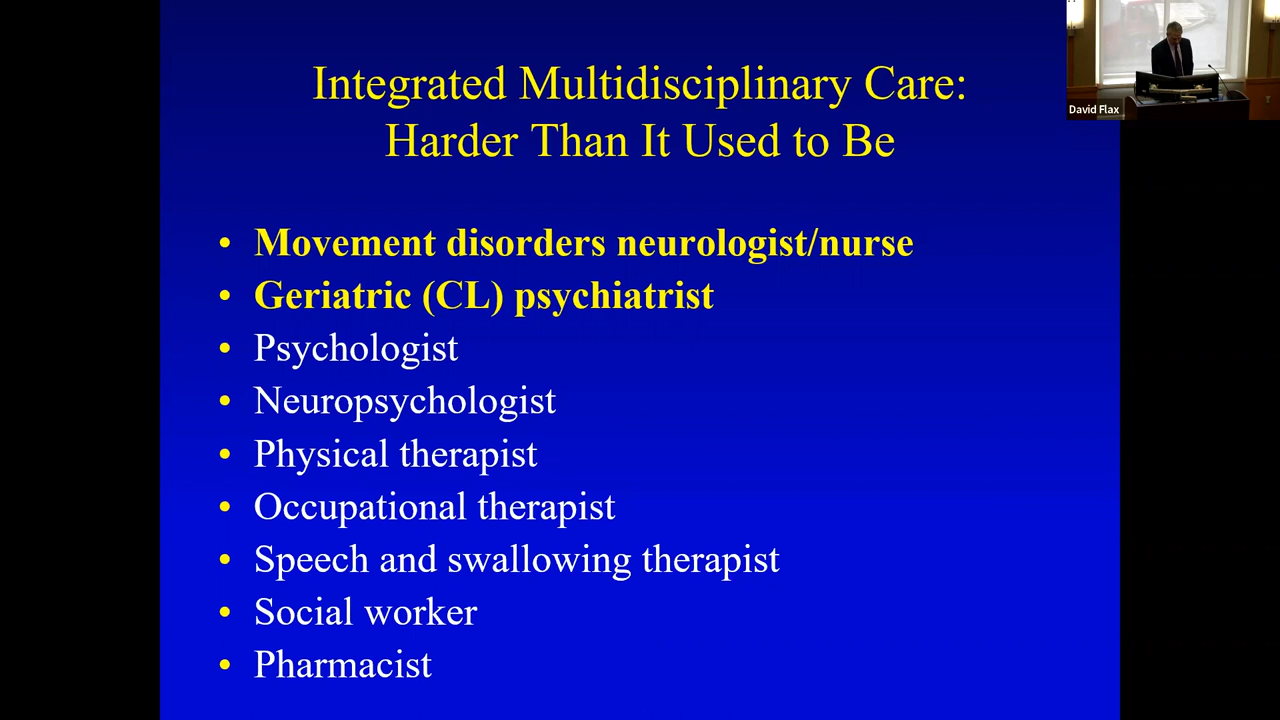 Integrated Multidisciplinary Care:
Harder Than It Used to Be
• Movement disorders neurologist/nurse
• Geriatric (CL) psychiatrist
• Psychologist
• Neuropsychologist
• Physical therapist
• Occupational therapist
• Speech and swallowing therapist
• Social worker
• Pharmacist
David Flax